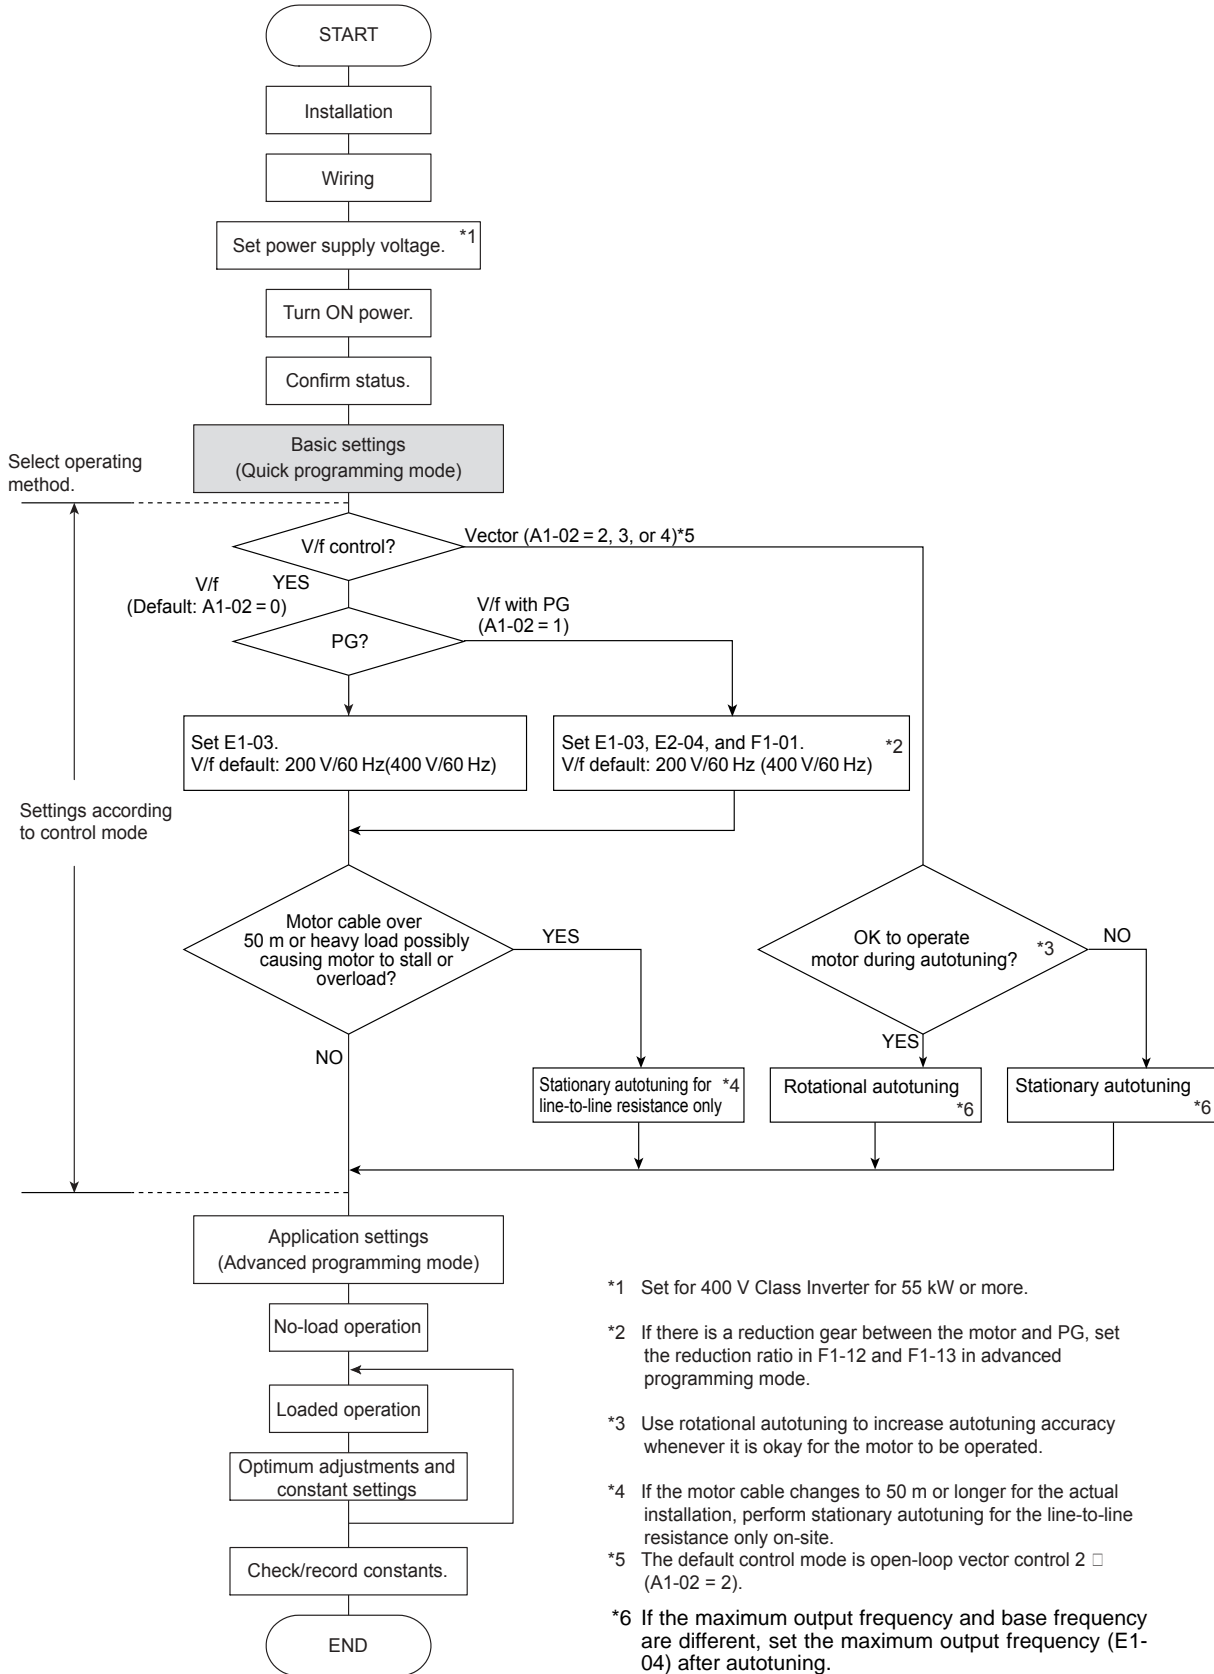 START
Installation
Wiring
Set power supply voltage. *1
Turn ON power.
Confirm status.
Basic settings
(Quick programming mode)
Select operating
method.
V/f control?
Vector (A1-02 = 2, 3, or 4)*5
V/f
(Default: A1-02 = 0)
YES
V/f with PG
(A1-02 = 1)
PG?
Set E1-03.
V/f default: 200 V/60 Hz(400 V/60 Hz)
Set E1-03, E2-04, and F1-01. *2
V/f default: 200 V/60 Hz (400 V/60 Hz)
Settings according
to control mode
Motor cable over
50 m or heavy load possibly
causing motor to stall or
overload?
YES
NO
OK to operate
motor during autotuning? *3
NO
YES
Stationary autotuning for *4
line-to-line resistance only
Rotational autotuning
*6
Stationary autotuning
*6
Application settings
(Advanced programming mode)
No-load operation
Loaded operation
Optimum adjustments and
constant settings
Check/record constants.
END
*1 Set for 400 V Class Inverter for 55 kW or more.
*2 If there is a reduction gear between the motor and PG, set
the reduction ratio in F1-12 and F1-13 in advanced
programming mode.
*3 Use rotational autotuning to increase autotuning accuracy
whenever it is okay for the motor to be operated.
*4 If the motor cable changes to 50 m or longer for the actual
installation, perform stationary autotuning for the line-to-line
resistance only on-site.
*5 The default control mode is open-loop vector control 2 □
(A1-02 = 2).
*6 If the maximum output frequency and base frequency
are different, set the maximum output frequency (E1-
04) after autotuning.